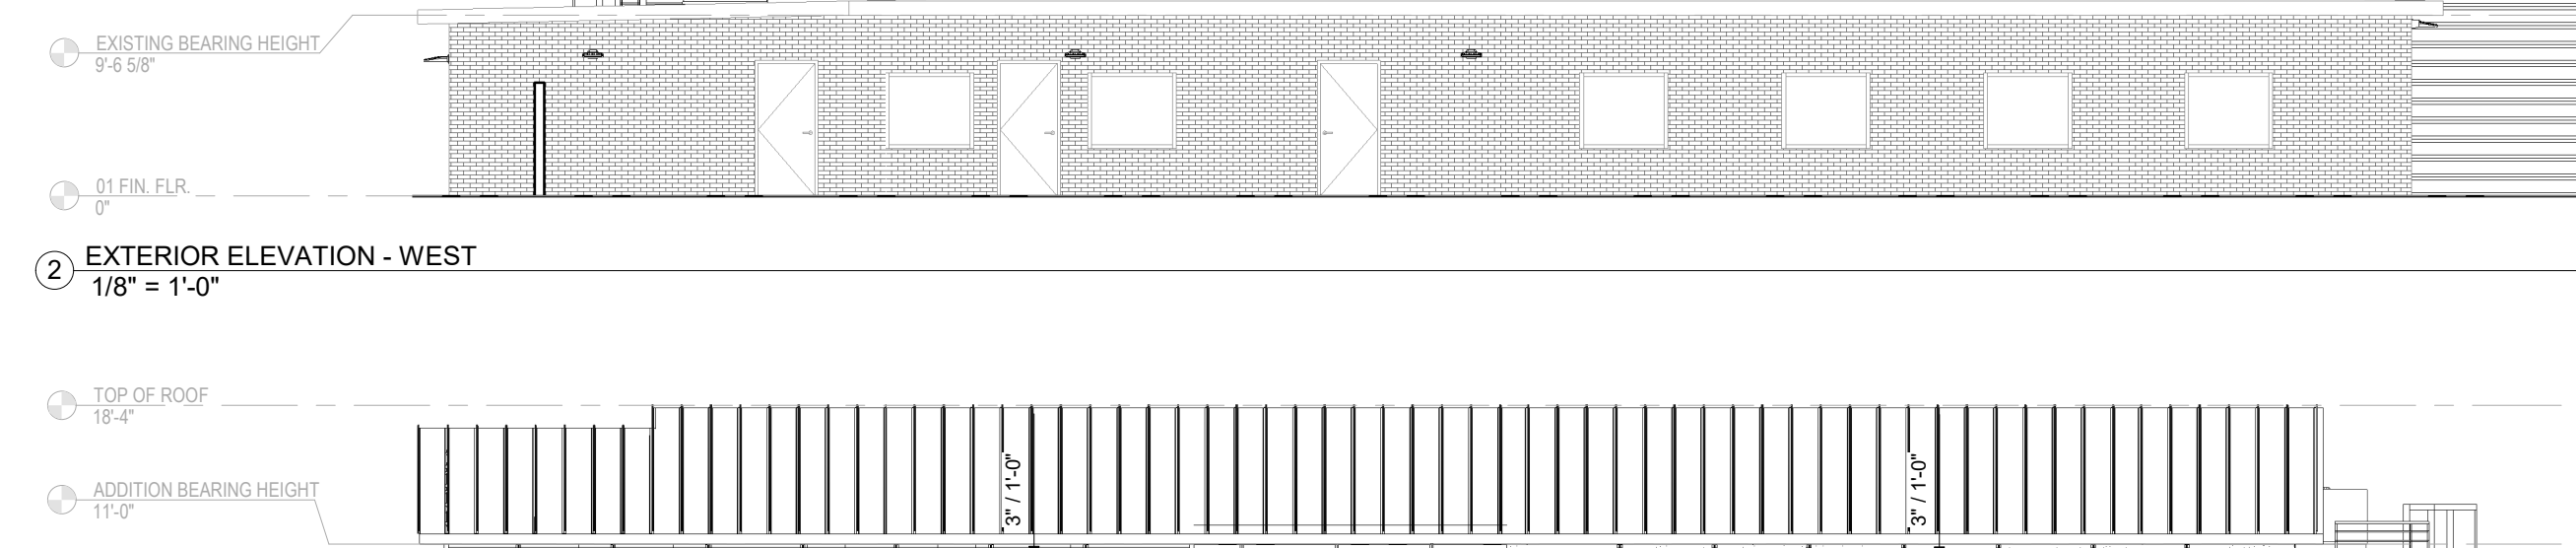 EXISTING BEARING HEIGHT
9'-6 5/8"
01 FIN. FLR.
0"
2 EXTERIOR ELEVATION - WEST
1/8" = 1'-0"
TOP OF ROOF
18'-4"
ADDITION BEARING HEIGHT
11'-0"
3" / 1'-0"
3" / 1'-0"